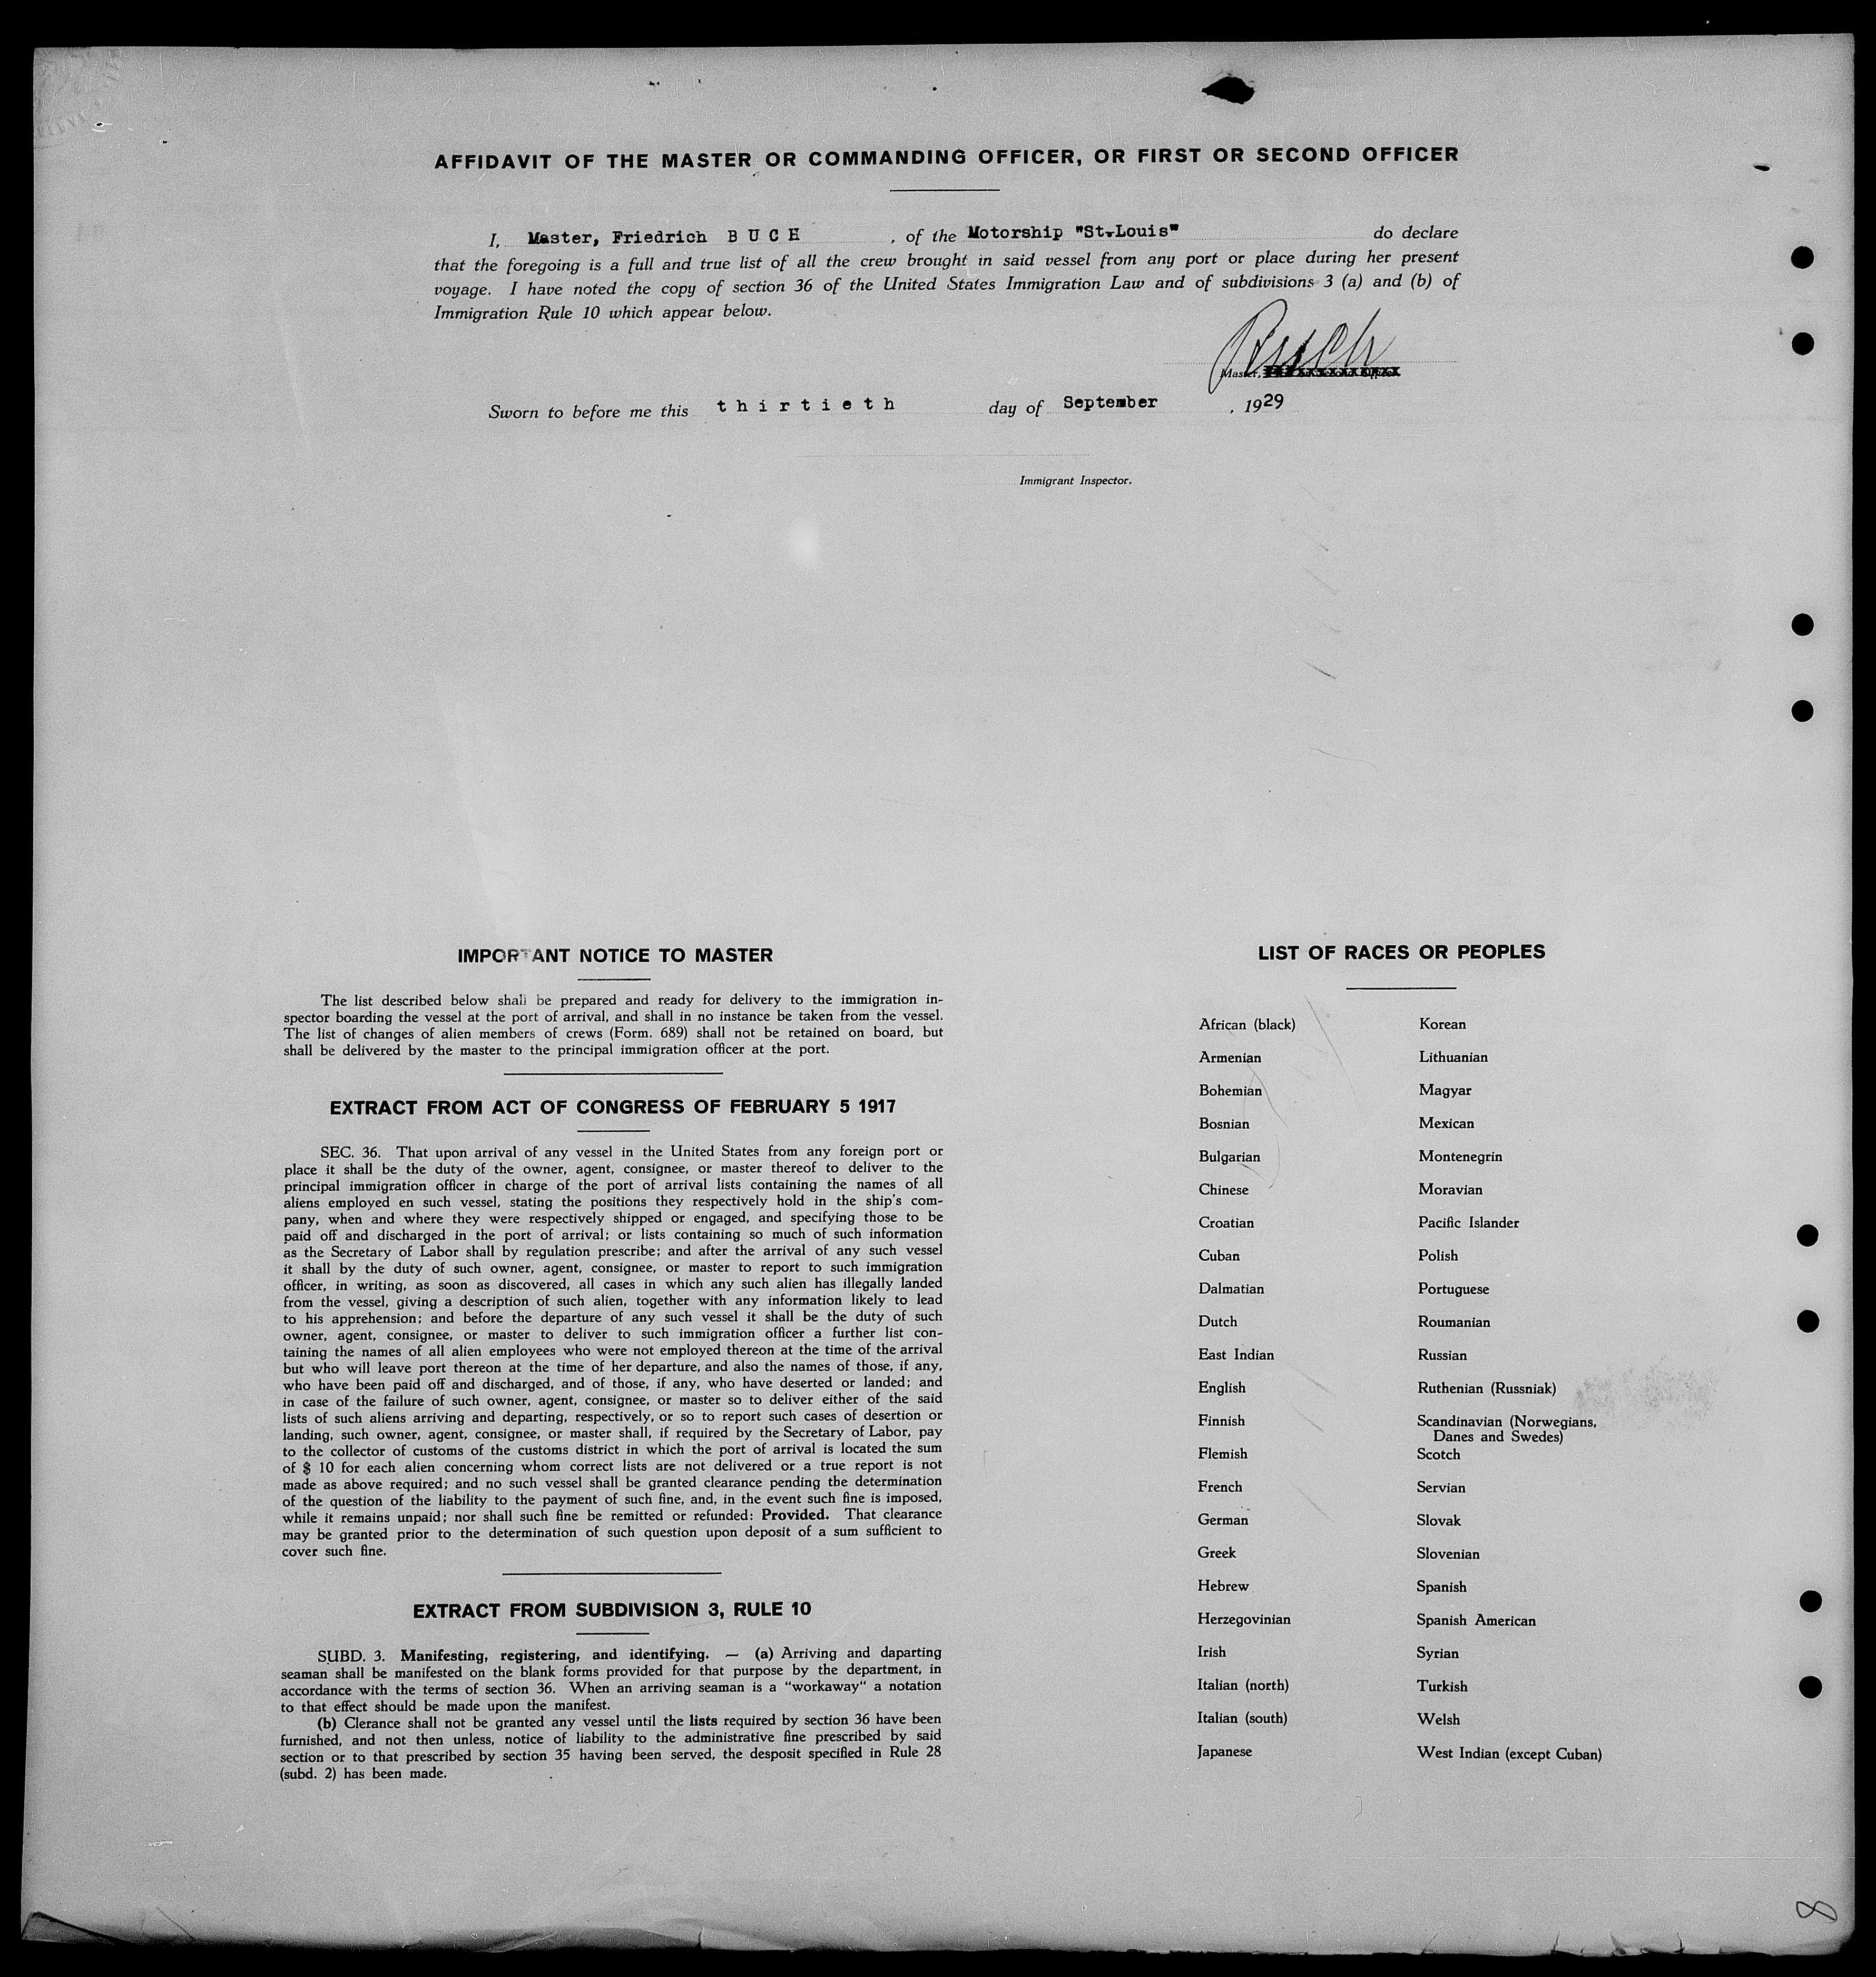 AFFIDAVIT OF THE MASTER OR COMMANDING OFFICER, OR FIRST OR SECOND OFFICER
I, Master, Friedrich B U C H , of the Motorship "St.Louis" do declare
that the foregoing is a full and true list of all the crew brought in said vessel from any port or place during her present
voyage. I have noted the copy of section 36 of the United States Immigration Law and of subdivisions 3 (a) and (b) of
Immigration Rule 10 which appear below.
Master,
Sworn to before me this t h i r t i e t h day of September , 1929
Immigrant Inspector.
IMPORTANT NOTICE TO MASTER
The list described below shall be prepared and ready for delivery to the immigration in-
spector boarding the vessel at the port of arrival, and shall in no instance be taken from the vessel.
The list of changes of alien members of crews (Form. 689) shall not be retained on board, but
shall be delivered by the master to the principal immigration officer at the port.
EXTRACT FROM ACT OF CONGRESS OF FEBRUARY 5 1917
SEC. 36. That upon arrival of any vessel in the United States from any foreign port or
place it shall be the duty of the owner, agent, consignee, or master thereof to deliver to the
principal immigration officer in charge of the port of arrival lists containing the names of all
aliens employed en such vessel, stating the positions they respectively hold in the ship's com-
pany, when and where they were respectively shipped or engaged, and specifying those to be
paid off and discharged in the port of arrival; or lists containing so much of such information
as the Secretary of Labor shall by regulation prescribe; and after the arrival of any such vessel
it shall by the duty of such owner, agent, consignee, or master to report to such immigration
officer, in writing, as soon as discovered, all cases in which any such alien has illegally landed
from the vessel, giving a description of such alien, together with any information likely to lead
to his apprehension; and before the departure of any such vessel it shall be the duty of such
owner, agent, consignee, or master to deliver to such immigration officer a further list con-
taining the names of all alien employees who were not employed thereon at the time of the arrival
but who will leave port thereon at the time of her departure, and also the names of those, if any,
who have been paid off and discharged, and of those, if any, who have deserted or landed; and
in case of the failure of such owner, agent, consignee, or master so to deliver either of the said
lists of such aliens arriving and departing, respectively, or so to report such cases of desertion or
landing, such owner, agent, consignee, or master shall, if required by the Secretary of Labor, pay
to the collector of customs of the customs district in which the port of arrival is located the sum
of $ 10 for each alien concerning whom correct lists are not delivered or a true report is not
made as above required; and no such vessel shall be granted clearance pending the determination
of the question of the liability to the payment of such fine, and, in the event such fine is imposed,
while it remains unpaid; nor shall such fine be remitted or refunded: Provided. That clearance
may be granted prior to the determination of such question upon deposit of a sum sufficient to
cover such fine.
EXTRACT FROM SUBDIVISION 3, RULE 10
SUBD. 3. Manifesting, registering, and identifying. — (a) Arriving and daparting
seaman shall be manifested on the blank forms provided for that purpose by the department, in
accordance with the terms of section 36. When an arriving seaman is a "workaway" a notation
to that effect should be made upon the manifest.
(b) Clerance shall not be granted any vessel until the lists required by section 36 have been
furnished, and not then unless, notice of liability to the administrative fine prescribed by said
section or to that prescribed by section 35 having been served, the desposit specified in Rule 28
(subd. 2) has been made.
LIST OF RACES OR PEOPLES
African (black)
Armenian
Bohemian
Bosnian
Bulgarian
Chinese
Croatian
Cuban
Dalmatian
Dutch
East Indian
English
Finnish
Flemish
French
German
Greek
Hebrew
Herzegovinian
Irish
Italian (north)
Italian (south)
Japanese
Korean
Lithuanian
Magyar
Mexican
Montenegrin
Moravian
Pacific Islander
Polish
Portuguese
Roumanian
Russian
Ruthenian (Russniak)
Scandinavian (Norwegians,
Danes and Swedes)
Scotch
Servian
Slovak
Slovenian
Spanish
Spanish American
Syrian
Turkish
Welsh
West Indian (except Cuban)
8